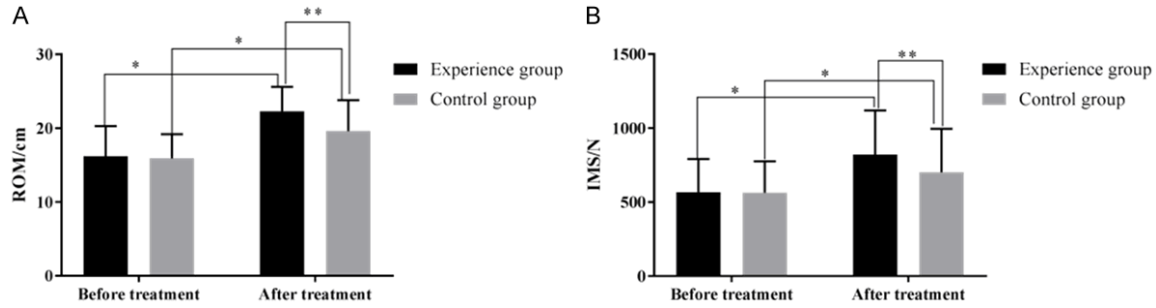 A
**
*
*
30
20
10
0
ROM/cm
Before treatment
After treatment
Experience group
Control group
B
**
*
*
1500
1000
500
0
IMS/N
Before treatment
After treatment
Experience group
Control group